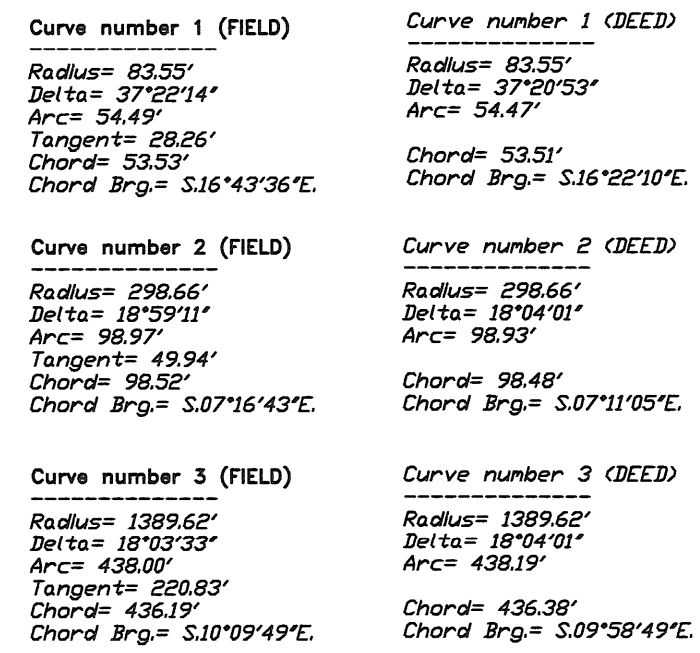 Curve number 1 (FIELD)
Radius= 83.55'
Delta= 37°22'14"
Arc= 54.49'
Tangent= 28.26'
Chord= 53.53'
Chord Brg.= S.16°43'36"E.
Curve number 1 (DEED)
Radius= 83.55'
Delta= 37°20'53"
Arc= 54.47'
Chord= 53.51'
Chord Brg.= S.16°22'10"E.
Curve number 2 (FIELD)
Radius= 298.66'
Delta= 18°59'11"
Arc= 98.97'
Tangent= 49.94'
Chord= 98.52'
Chord Brg.= S.07°16'43"E.
Curve number 2 (DEED)
Radius= 298.66'
Delta= 18°04'01"
Arc= 98.93'
Chord= 98.48'
Chord Brg.= S.07°11'05"E.
Curve number 3 (FIELD)
Radius= 1389.62'
Delta= 18°03'33"
Arc= 438.00'
Tangent= 220.83'
Chord= 436.19'
Chord Brg.= S.10°09'49"E.
Curve number 3 (DEED)
Radius= 1389.62'
Delta= 18°04'01"
Arc= 438.19'
Chord= 436.38'
Chord Brg.= S.09°58'49"E.